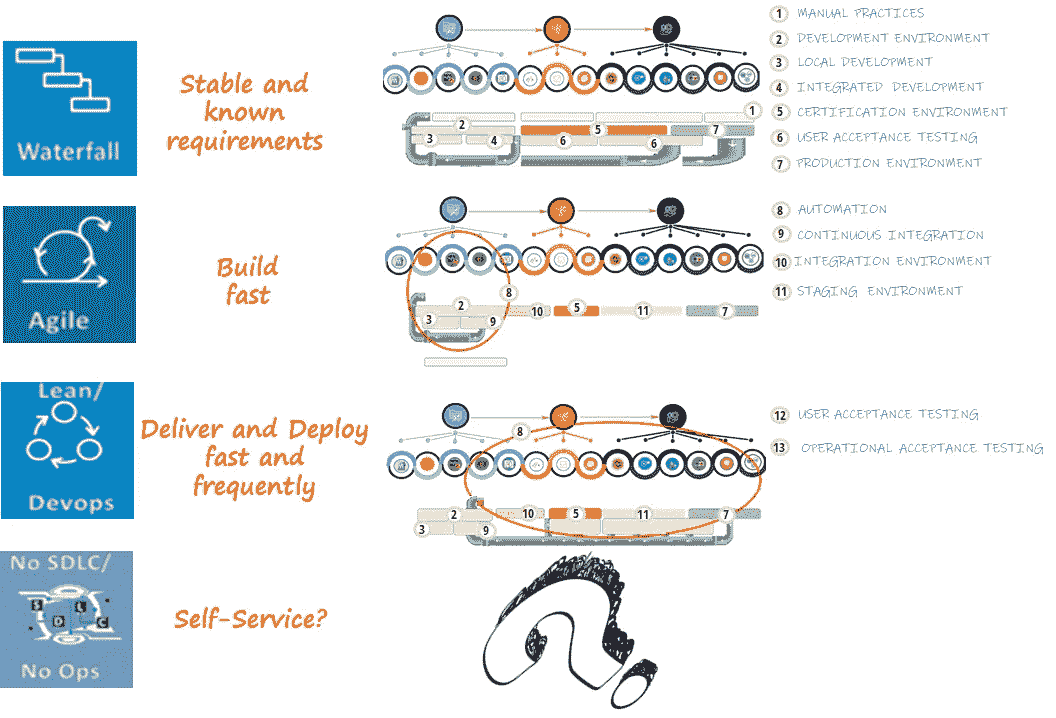 Waterfall
Stable and
known
requirements
1 MANUAL PRACTICES
2 DEVELOPMENT ENVIRONMENT
3 LOCAL DEVELOPMENT
4 INTEGRATED DEVELOPMENT
5 CERTIFICATION ENVIRONMENT
6 USER ACCEPTANCE TESTING
7 PRODUCTION ENVIRONMENT
1
2
5
7
3
4
6
6
Agile
Build
fast
8 AUTOMATION
9 CONTINUOUS INTEGRATION
10 INTEGRATION ENVIRONMENT
11 STAGING ENVIRONMENT
8
2
10
5
11
7
3
9
Lean/
Devops
Deliver and Deploy
fast and
frequently
12 USER ACCEPTANCE TESTING
13 OPERATIONAL ACCEPTANCE TESTING
8
2
10
5
11
7
3
9
No SDLC/
S
D
L
C
No Ops
Self-Service?
?